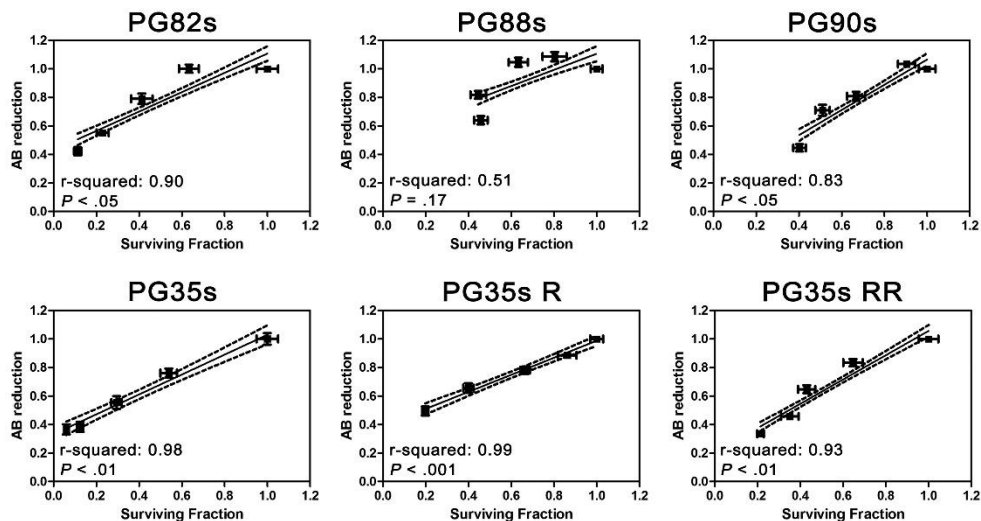 PG82s
PG88s
PG90s
AB reduction
1.2
1.0
0.8
0.6
0.4
0.2
0.0
r-squared: 0.90
P < .05
0.0 0.2 0.4 0.6 0.8 1.0 1.2
Surviving Fraction
AB reduction
1.2
1.0
0.8
0.6
0.4
0.2
0.0
r-squared: 0.51
P = .17
0.0 0.2 0.4 0.6 0.8 1.0 1.2
Surviving Fraction
AB reduction
1.2
1.0
0.8
0.6
0.4
0.2
0.0
r-squared: 0.83
P < .05
0.0 0.2 0.4 0.6 0.8 1.0 1.2
Surviving Fraction
PG35s
PG35s R
PG35s RR
AB reduction
1.2
1.0
0.8
0.6
0.4
0.2
0.0
r-squared: 0.98
P < .01
0.0 0.2 0.4 0.6 0.8 1.0 1.2
Surviving Fraction
AB reduction
1.2
1.0
0.8
0.6
0.4
0.2
0.0
r-squared: 0.99
P < .001
0.0 0.2 0.4 0.6 0.8 1.0 1.2
Surviving Fraction
AB reduction
1.2
1.0
0.8
0.6
0.4
0.2
0.0
r-squared: 0.93
P < .01
0.0 0.2 0.4 0.6 0.8 1.0 1.2
Surviving Fraction